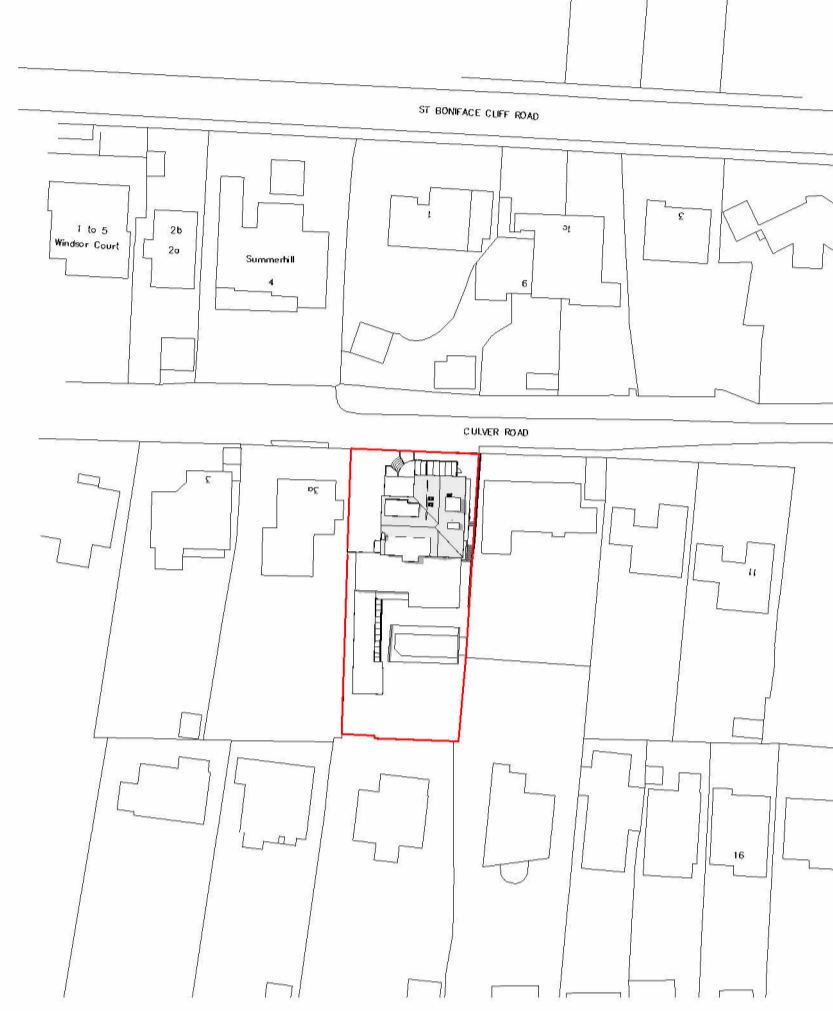 ST BONIFACE CLIFF ROAD
1 to 5
Windsor Court
2b
2a
Summerhill
4
1
1c
3
6
CULVER ROAD
3
3a
11
16